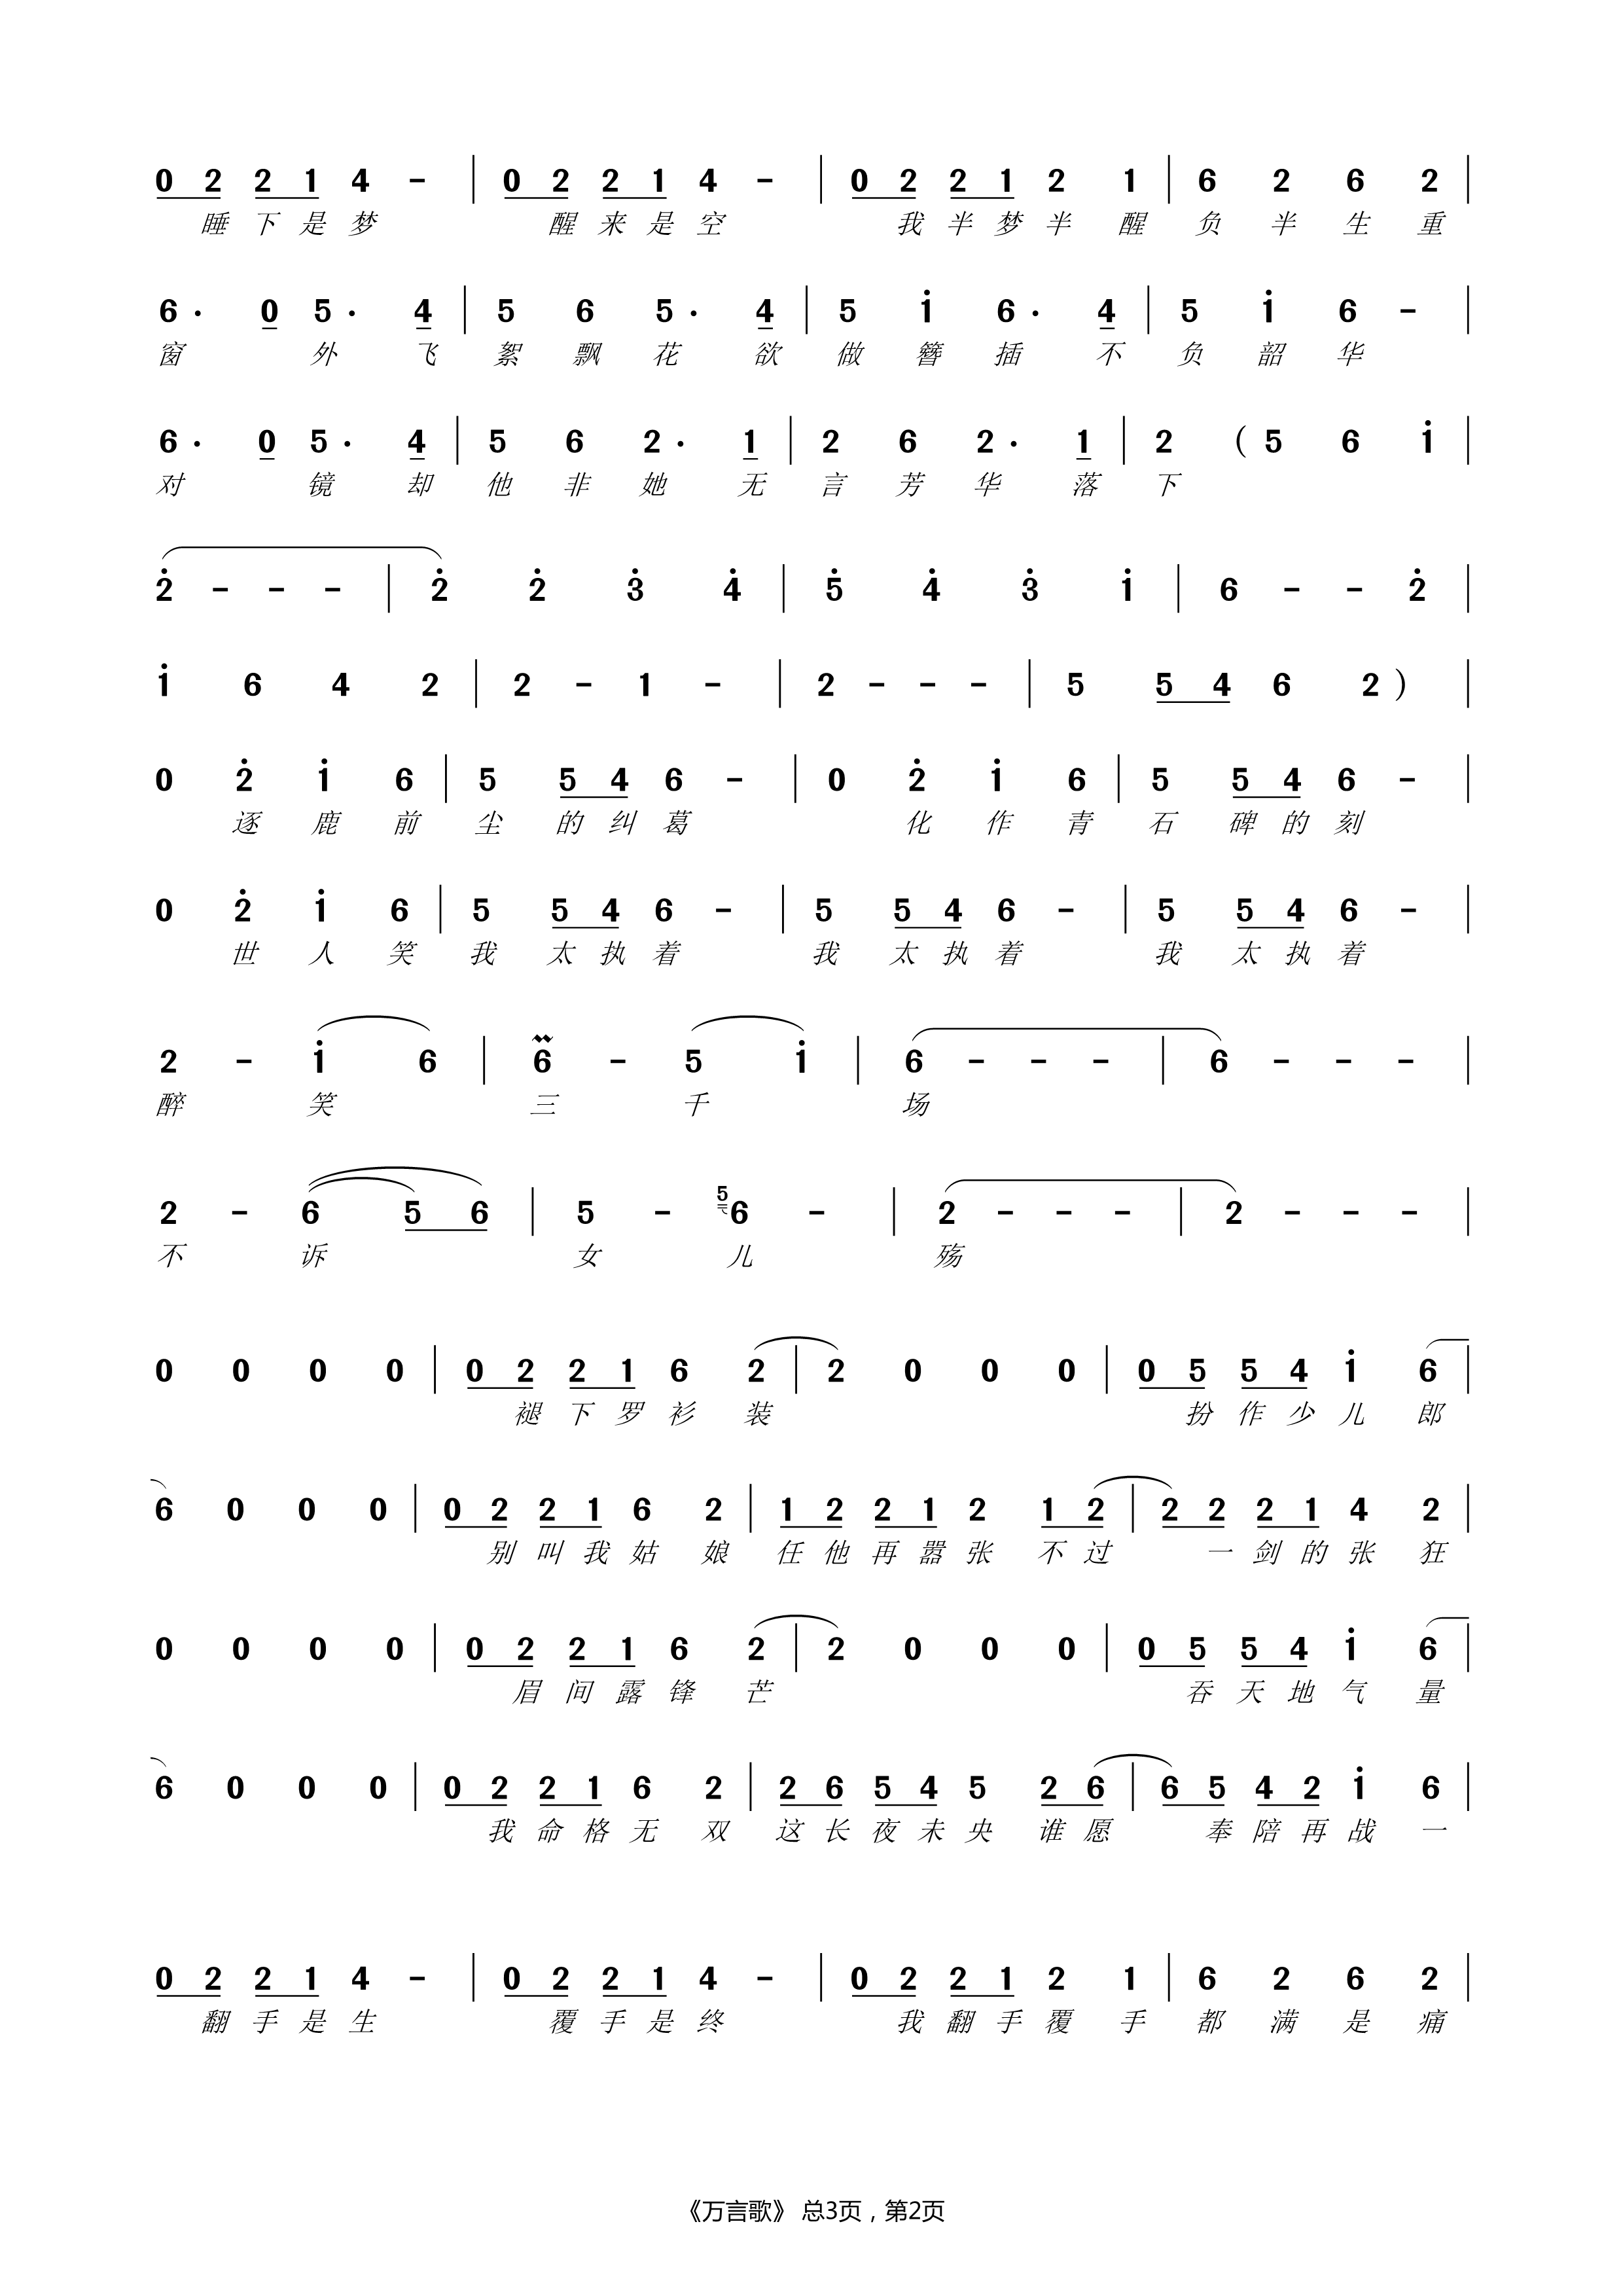 0 2 2 1 4 - | 0 2 2 1 4 - | 0 2 2 1 2 1 | 6 2 6 2 |
睡下是梦 醒来是空 我半梦半醒 负半生重
6· 0 5· 4 | 5 6 5· 4 | 5 i 6· 4 | 5 i 6 - |
窗 外 飞 絮 飘 花 欲 做 簪 插 不 负 韶 华
6· 0 5· 4 | 5 6 2· 1 | 2 6 2· 1 | 2 ( 5 6 i |
对 镜 却 他 非 她 无 言 芳 华 落 下
2̇ - - - | 2̇ 2̇ 3̇ 4̇ | 5̇ 4̇ 3̇ i | 6 - - 2̇ |
i 6 4 2 | 2 - 1 - | 2 - - - | 5 5 4 6 2 ) |
0 2̇ i 6 | 5 5 4 6 - | 0 2̇ i 6 | 5 5 4 6 - |
逐 鹿 前 尘 的 纠 葛 化 作 青 石 碑 的 刻
0 2̇ i 6 | 5 5 4 6 - | 5 5 4 6 - | 5 5 4 6 - |
世 人 笑 我 太 执 着 我 太 执 着 我 太 执 着
2 - i 6 | 6 - 5 i | 6 - - - | 6 - - - |
醉 笑 三 千 场
2 - 6 5 6 | 5 - 5 6 - | 2 - - - | 2 - - - |
不 诉 女 儿 殇
0 0 0 0 | 0 2 2 1 6 2 | 2 0 0 0 | 0 5 5 4 i 6 |
褪 下 罗 衫 装 扮 作 少 儿 郎
6 0 0 0 | 0 2 2 1 6 2 | 1 2 2 1 2 1 2 | 2 2 2 1 4 2 |
别 叫 我 姑 娘 任 他 再 嚣 张 不 过 一 剑 的 张 狂
0 0 0 0 | 0 2 2 1 6 2 | 2 0 0 0 | 0 5 5 4 i 6 |
眉 间 露 锋 芒 吞 天 地 气 量
6 0 0 0 | 0 2 2 1 6 2 | 2 6 5 4 5 2 6 | 6 5 4 2 i 6 |
我 命 格 无 双 这 长 夜 未 央 谁 愿 奉 陪 再 战 一
0 2 2 1 4 - | 0 2 2 1 4 - | 0 2 2 1 2 1 | 6 2 6 2 |
翻 手 是 生 覆 手 是 终 我 翻 手 覆 手 都 满 是 痛
《万言歌》 总3页，第2页